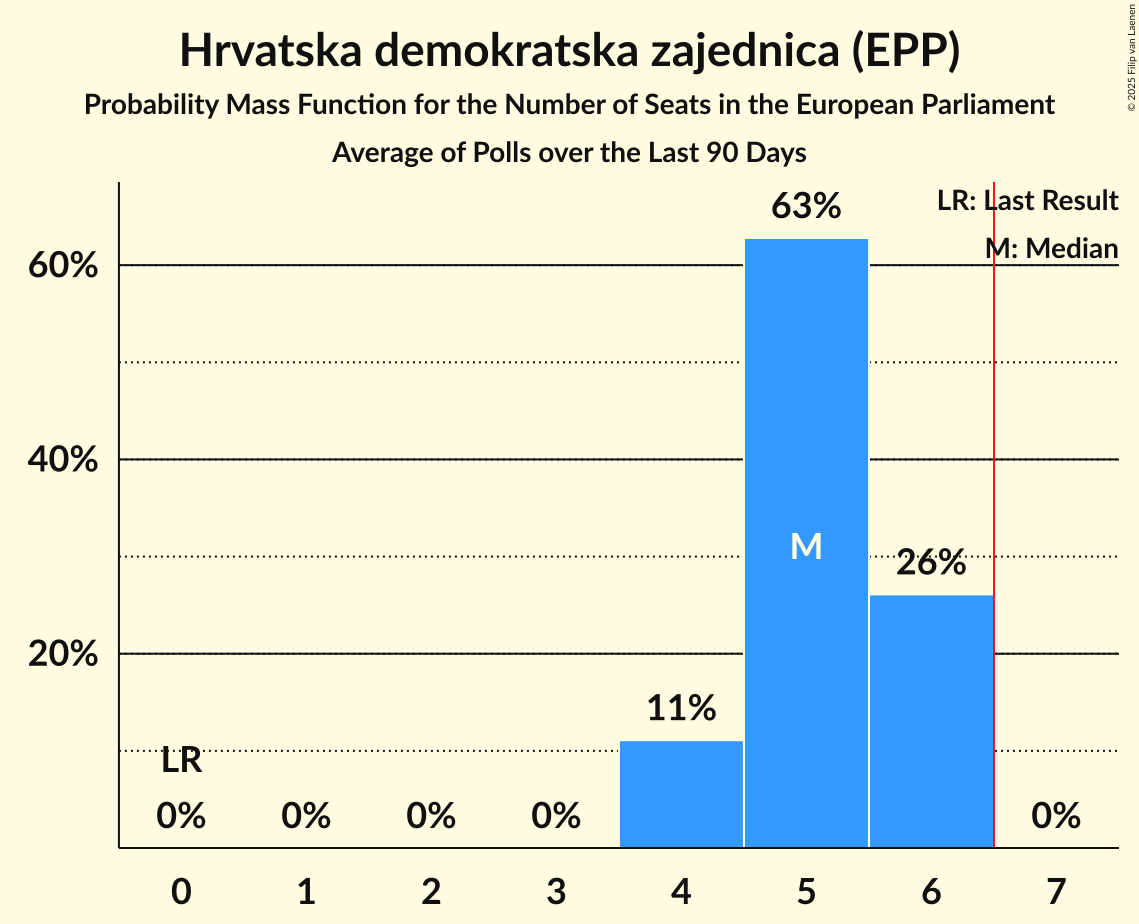 Hrvatska demokratska zajednica (EPP)
Probability Mass Function for the Number of Seats in the European Parliament
Average of Polls over the Last 90 Days
© 2025 Filip van Laenen
LR: Last Result
M: Median
63%
60%
40%
M
26%
20%
11%
LR
0% 0% 0% 0% 0%
0 1 2 3 4 5 6 7